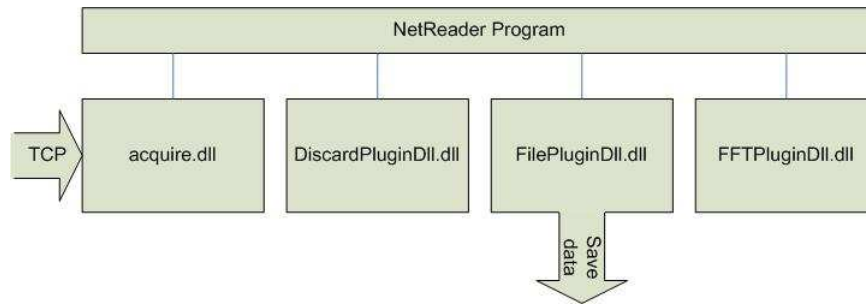 NetReader Program
TCP
acquire.dll
DiscardPluginDll.dll
FilePluginDll.dll
FFTPluginDll.dll
Save
data